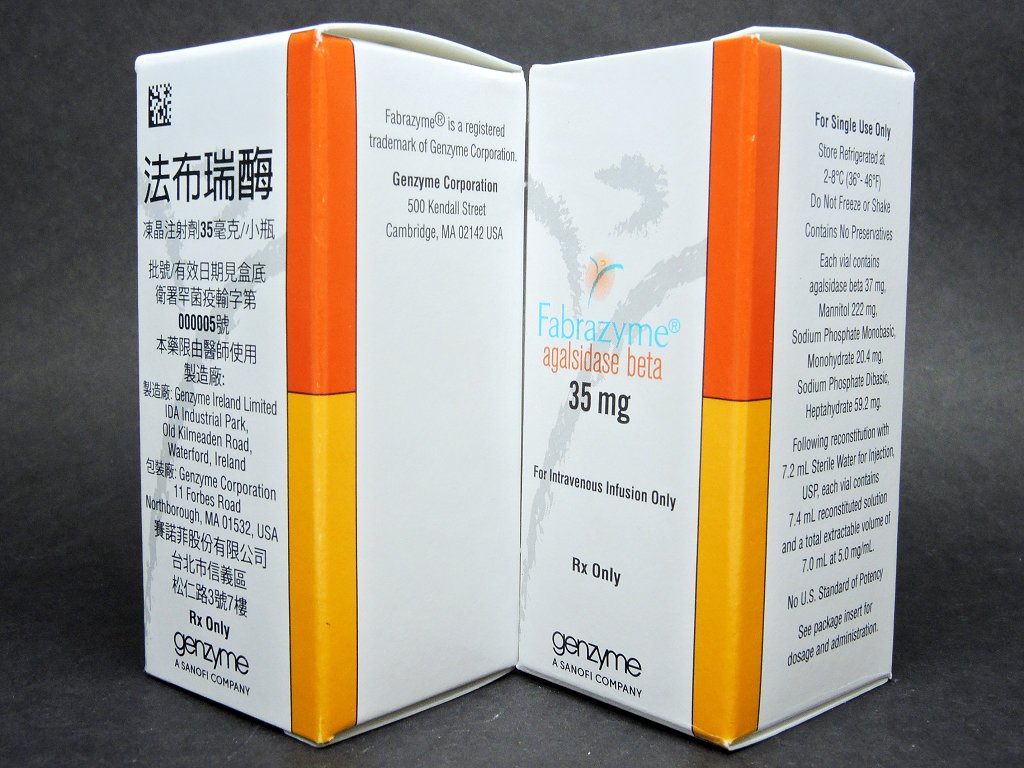 法布瑞酶
凍晶注射劑35毫克/小瓶
批號/有效日期見盒底
衛署罕菌疫輸字第
000005號
本藥限由醫師使用
製造廠:
製造廠: Genzyme Ireland Limited
IDA Industrial Park,
Old Kilmeaden Road,
Waterford, Ireland
包裝廠: Genzyme Corporation
11 Forbes Road
Northborough, MA 01532, USA
賽諾菲股份有限公司
台北市信義區
松仁路3號7樓
Rx Only
genzyme
A SANOFI COMPANY
Fabrazyme® is a registered
trademark of Genzyme Corporation.
Genzyme Corporation
500 Kendall Street
Cambridge, MA 02142 USA
Fabrazyme®
agalsidase beta
35 mg
For Intravenous Infusion Only
Rx Only
genzyme
A SANOFI COMPANY
For Single Use Only
Store Refrigerated at
2-8°C (36°- 46°F)
Do Not Freeze or Shake
Contains No Preservatives
Each vial contains
agalsidase beta 37 mg,
Mannitol 222 mg,
Sodium Phosphate Monobasic,
Monohydrate 20.4 mg,
Sodium Phosphate Dibasic,
Heptahydrate 59.2 mg.
Following reconstitution with
7.2 mL Sterile Water for Injection,
USP, each vial contains
7.4 mL reconstituted solution
and a total extractable volume of
7.0 mL at 5.0 mg/mL.
No U.S. Standard of Potency
See package insert for
dosage and administration.